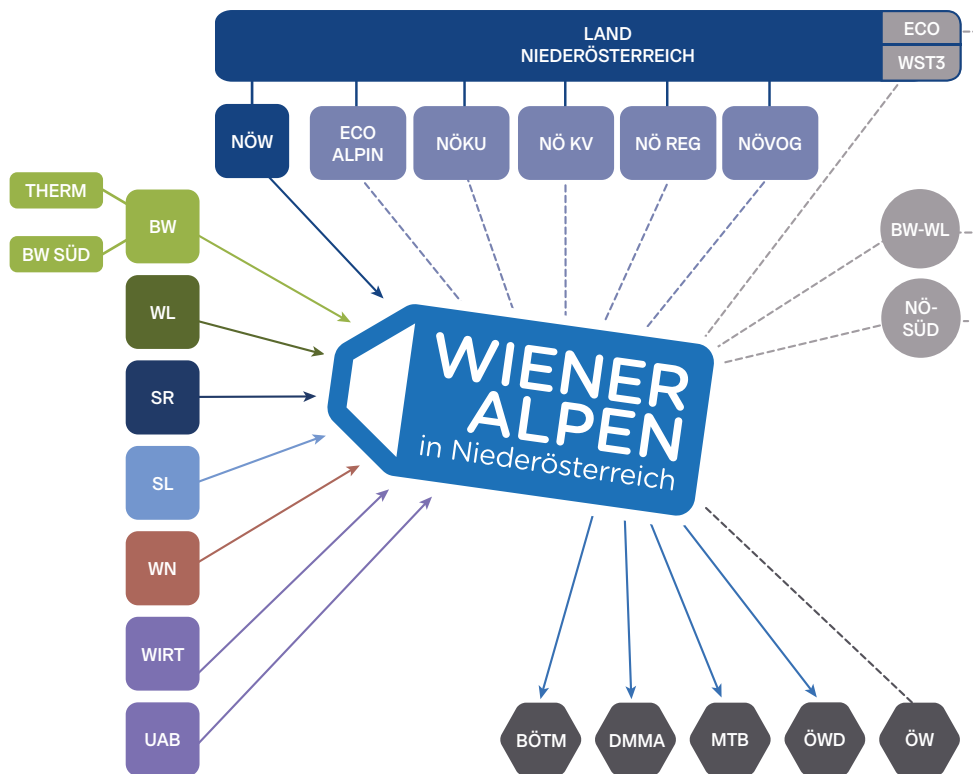 LAND
NIEDERÖSTERREICH
ECO
WST3
NÖW
ECO
ALPIN
NÖKU
NÖ KV
NÖ REG
NÖVOG
THERM
BW SÜD
BW
WL
SR
SL
WN
WIRT
UAB
BW-WL
NÖ-
SÜD
WIENER
ALPEN
in Niederösterreich
BÖTM
DMMA
MTB
ÖWD
ÖW